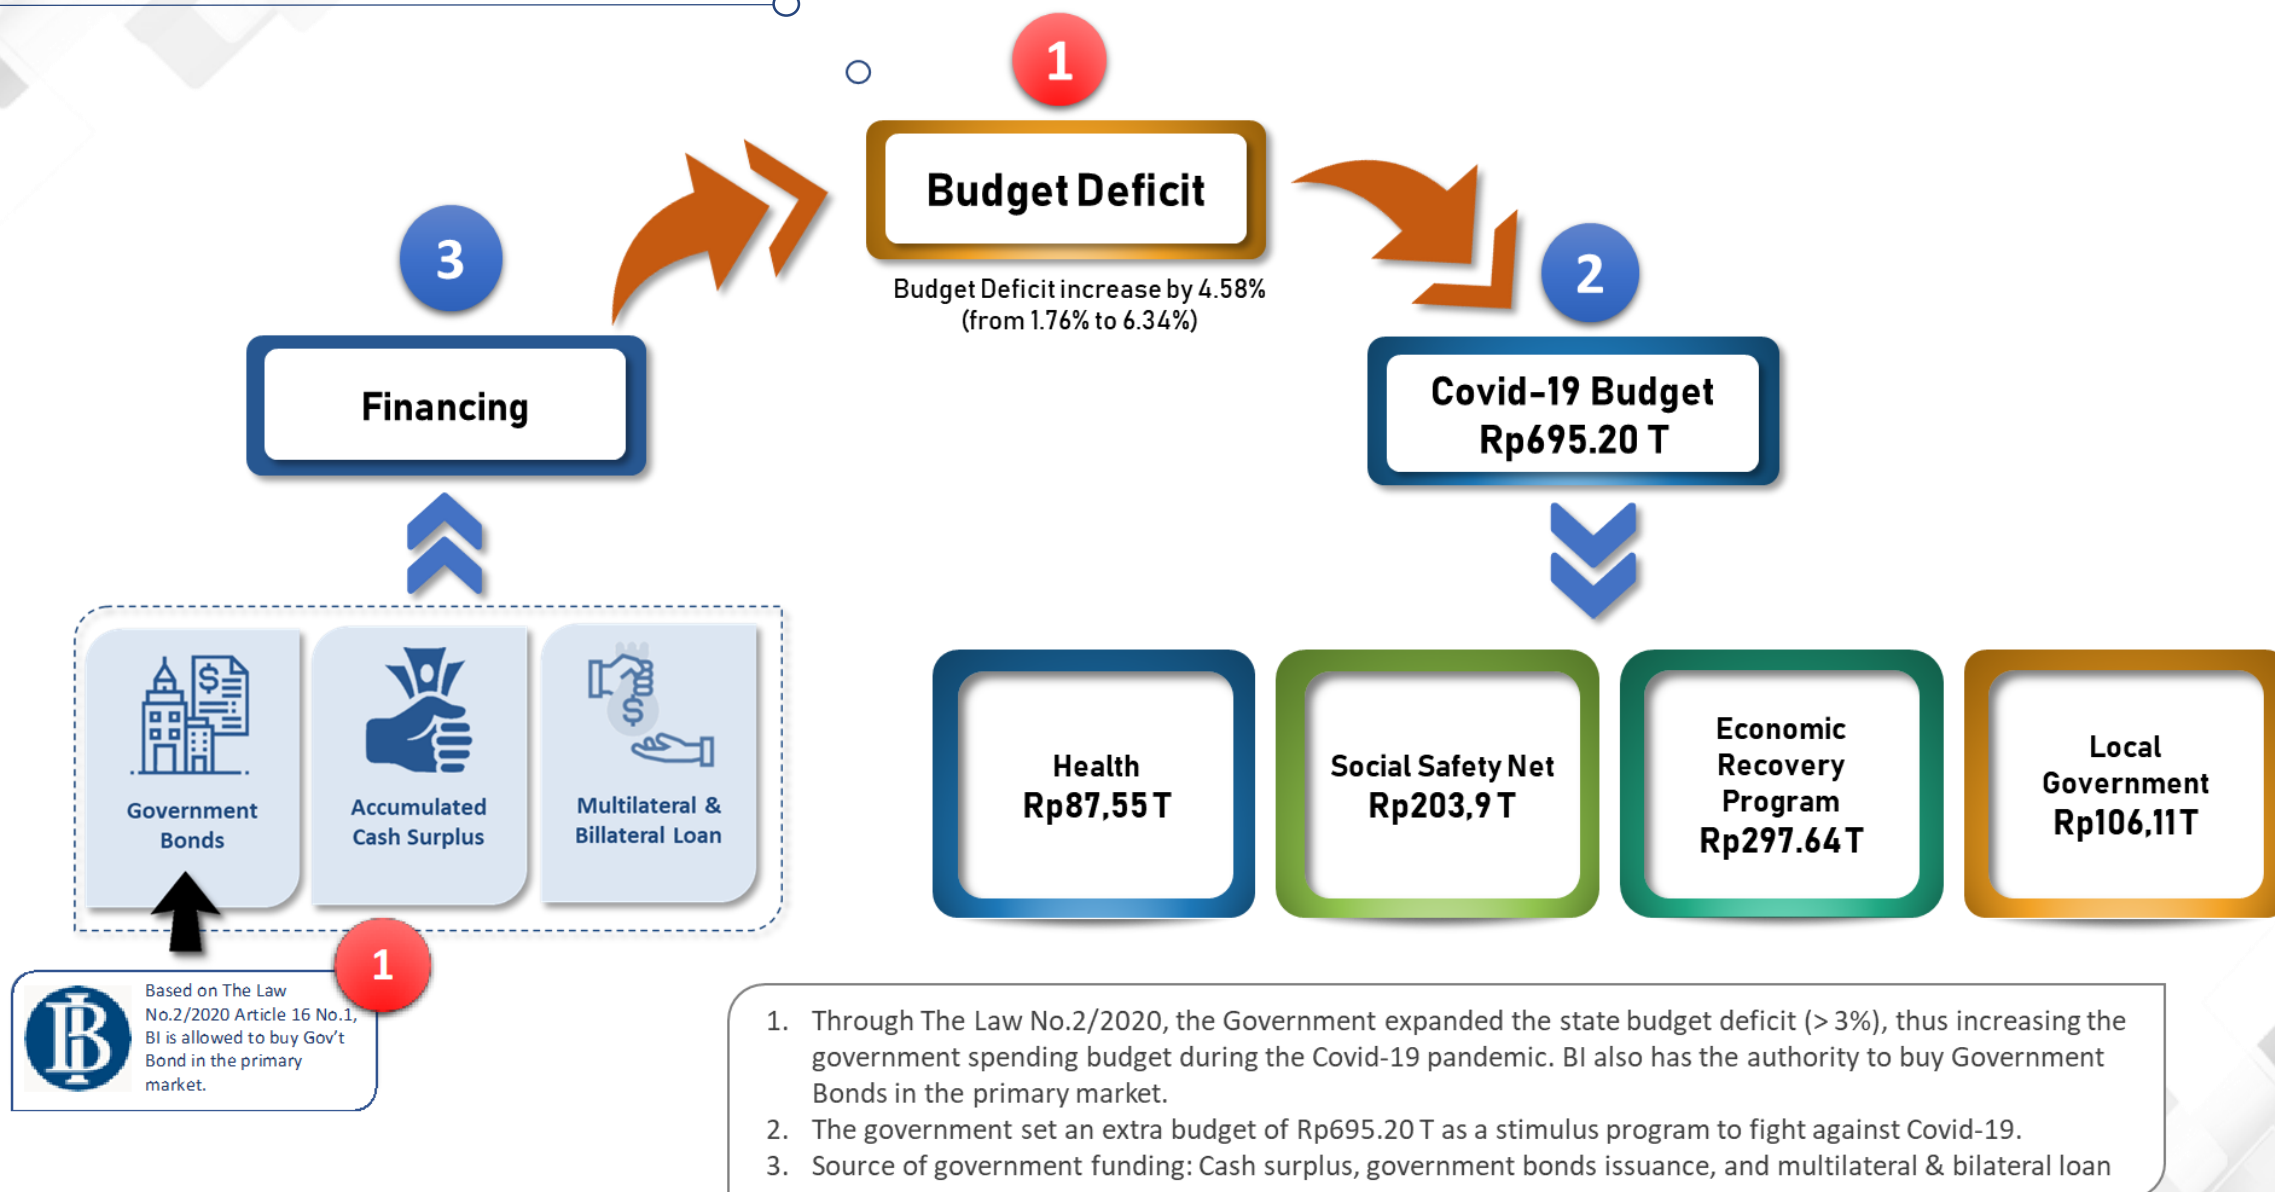 1
Budget Deficit
Budget Deficit increase by 4.58%
(from 1.76% to 6.34%)
3
Financing
2
Covid-19 Budget
Rp695.20 T
Government
Bonds
Accumulated
Cash Surplus
Multilateral &
Billateral Loan
Health
Rp87,55 T
Social Safety Net
Rp203,9 T
Economic
Recovery
Program
Rp297.64 T
Local
Government
Rp106,11 T
1
Based on The Law
No.2/2020 Article 16 No.1,
BI is allowed to buy Gov't
Bond in the primary
market.
1. Through The Law No.2/2020, the Government expanded the state budget deficit (> 3%), thus increasing the
government spending budget during the Covid-19 pandemic. BI also has the authority to buy Government
Bonds in the primary market.
2. The government set an extra budget of Rp695.20 T as a stimulus program to fight against Covid-19.
3. Source of government funding: Cash surplus, government bonds issuance, and multilateral & bilateral loan